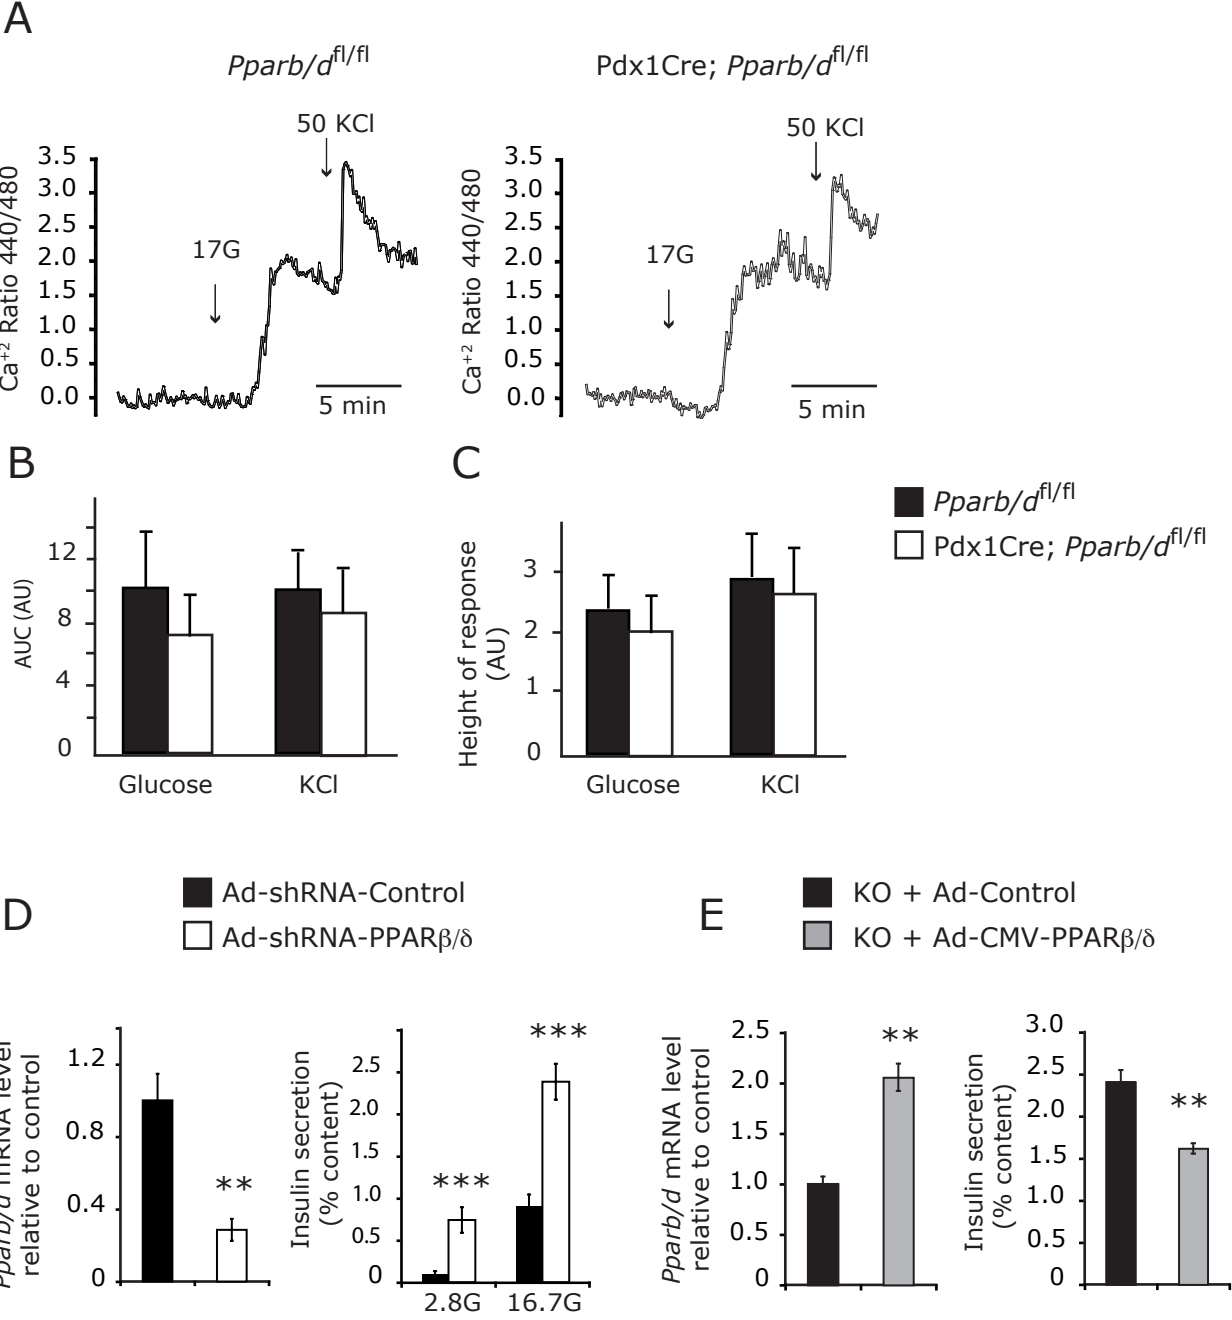 A
Pparb/d^fl/fl
Pdx1Cre; Pparb/d^fl/fl
50 KCl
50 KCl
17G
17G
Ca+2 Ratio 440/480
3.5
3.0
2.5
2.0
1.5
1.0
0.5
0.0
5 min
Ca+2 Ratio 440/480
3.5
3.0
2.5
2.0
1.5
1.0
0.5
0.0
5 min
B
AUC (AU)
12
8
4
0
Glucose
KCl
C
Height of response
(AU)
3
2
1
0
Glucose
KCl
Pparb/d^fl/fl
Pdx1Cre; Pparb/d^fl/fl
D
Ad-shRNA-Control
Ad-shRNA-PPARβ/δ
Pparb/d mRNA level
relative to control
1.2
0.8
0.4
0
**
Insulin secretion
(% content)
2.5
2.0
1.0
0.5
0
***
***
2.8G
16.7G
E
KO + Ad-Control
KO + Ad-CMV-PPARβ/δ
Pparb/d mRNA level
relative to control
2.5
2.0
1.5
1.0
0.5
0
**
Insulin secretion
(% content)
3.0
2.5
2.0
1.5
1.0
0.5
0
**